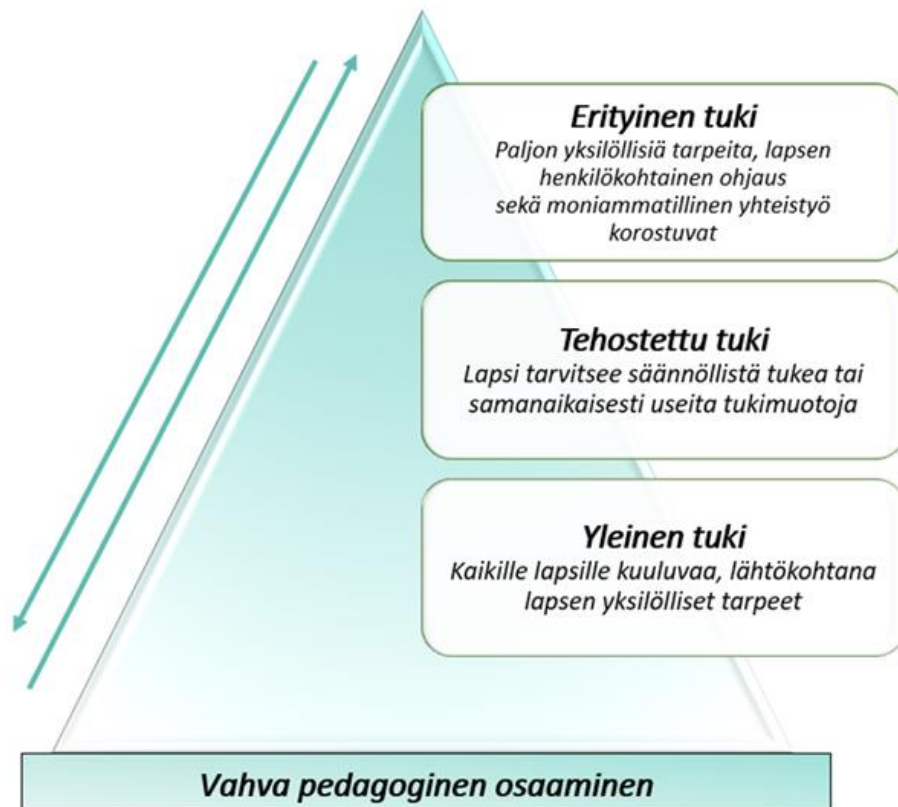 Erityinen tuki
Paljon yksilöllisiä tarpeita, lapsen
henkilökohtainen ohjaus
sekä moniammatillinen yhteistyö
korostuvat
Tehostettu tuki
Lapsi tarvitsee säännöllistä tukea tai
samanaikaisesti useita tukimuotoja
Yleinen tuki
Kaikille lapsille kuuluvaa, lähtökohtana
lapsen yksilölliset tarpeet
Vahva pedagoginen osaaminen